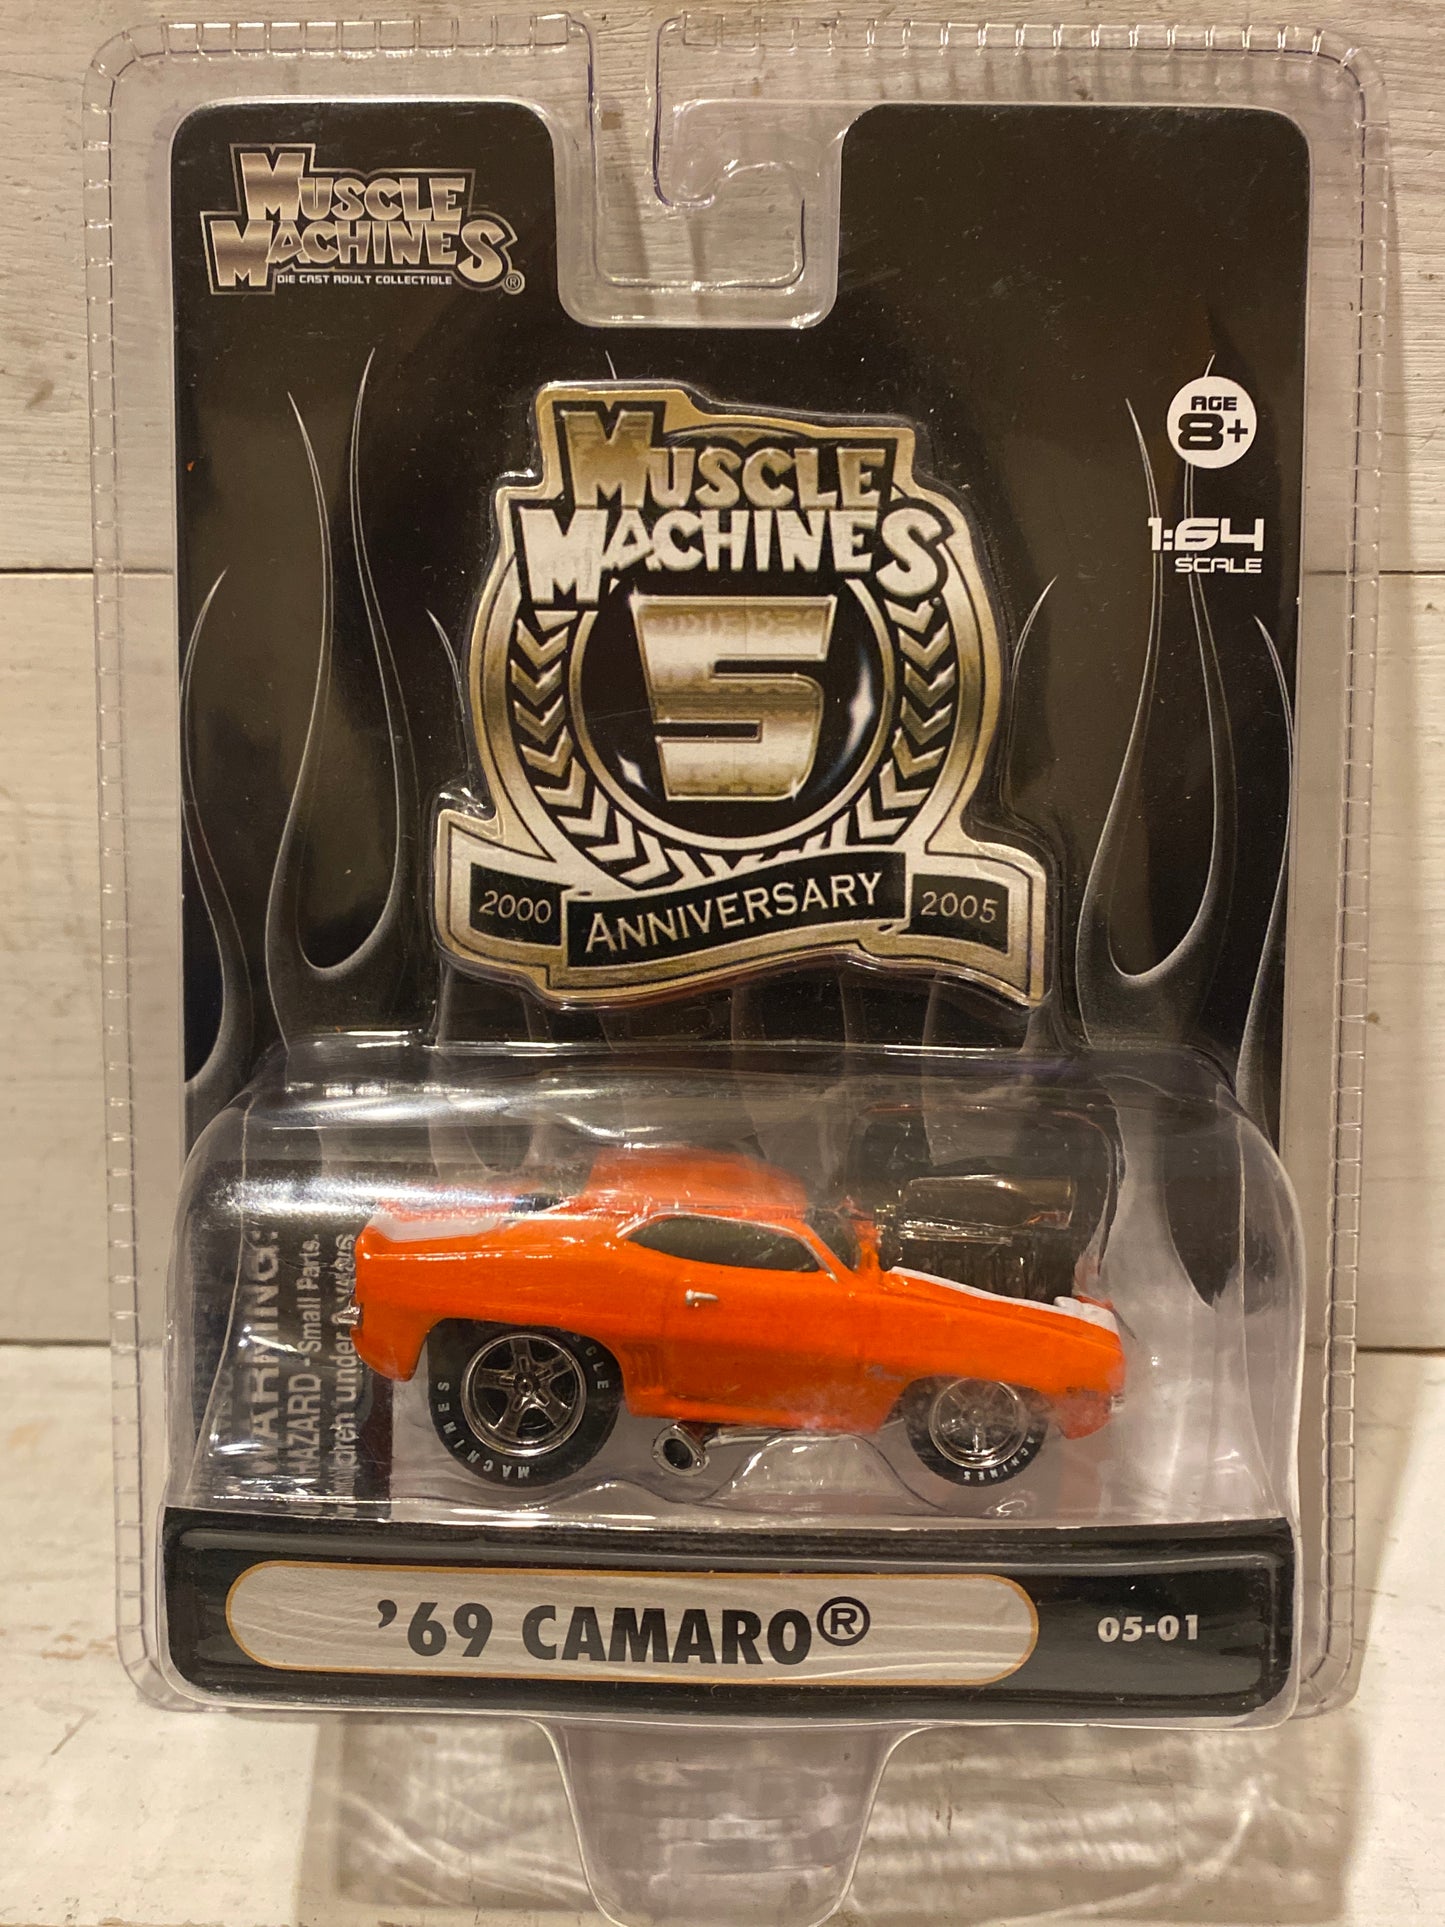 MUSCLE
MACHINES®
DIE CAST ADULT COLLECTIBLE
AGE
8+
1:64
SCALE
MUSCLE
MACHINES
5
2000 ANNIVERSARY 2005
WARNING:
HAZARD - Small Parts.
under
MACHINES
MACHINES
'69 CAMARO®
05-01